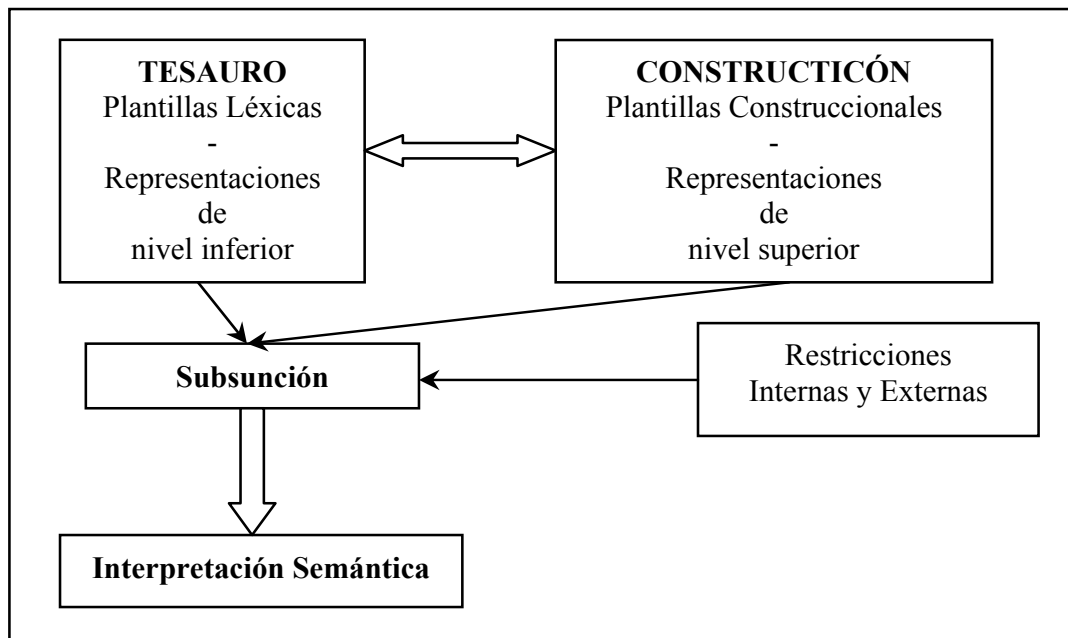 TESAURO
Plantillas Léxicas
-
Representaciones
de
nivel inferior
CONSTRUCTICÓN
Plantillas Construccionales
-
Representaciones
de
nivel superior
Subsunción
Restricciones
Internas y Externas
Interpretación Semántica